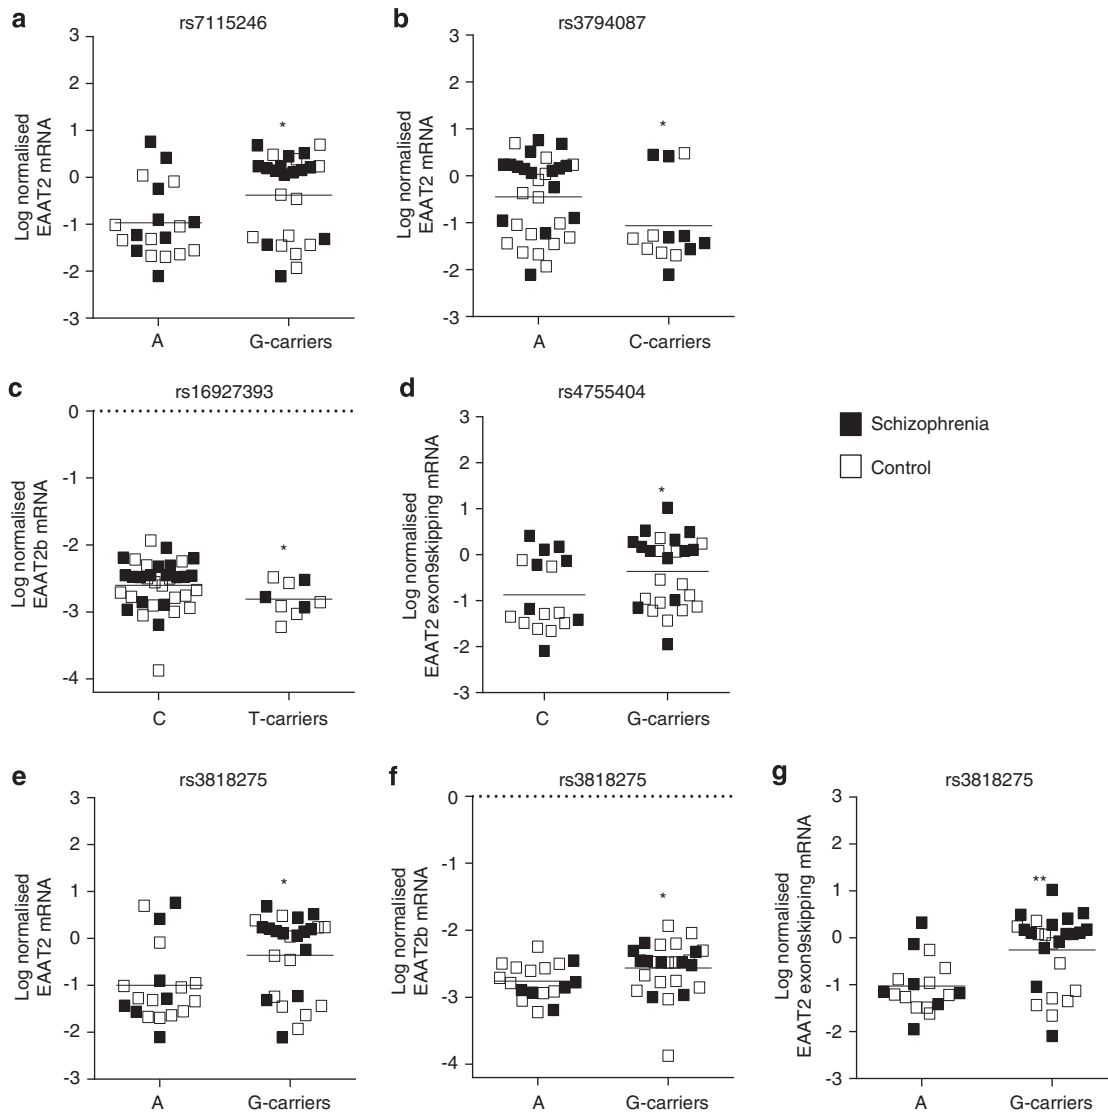 a
rs7115246
Log normalised
EAAT2 mRNA
3
2
1
0
-1
-2
-3
*
A
G-carriers
b
rs3794087
Log normalised
EAAT2 mRNA
3
2
1
0
-1
-2
-3
*
A
C-carriers
c
rs16927393
Log normalised
EAAT2b mRNA
0
-1
-2
-3
-4
*
C
T-carriers
d
rs4755404
Log normalised
EAAT2 exon9skipping mRNA
3
2
1
0
-1
-2
-3
*
C
G-carriers
Schizophrenia
Control
e
rs3818275
Log normalised
EAAT2 mRNA
3
2
1
0
-1
-2
-3
*
A
G-carriers
f
rs3818275
Log normalised
EAAT2b mRNA
0
-1
-2
-3
-4
*
A
G-carriers
g
rs3818275
Log normalised
EAAT2 exon9skipping mRNA
3
2
1
0
-1
-2
-3
**
A
G-carriers